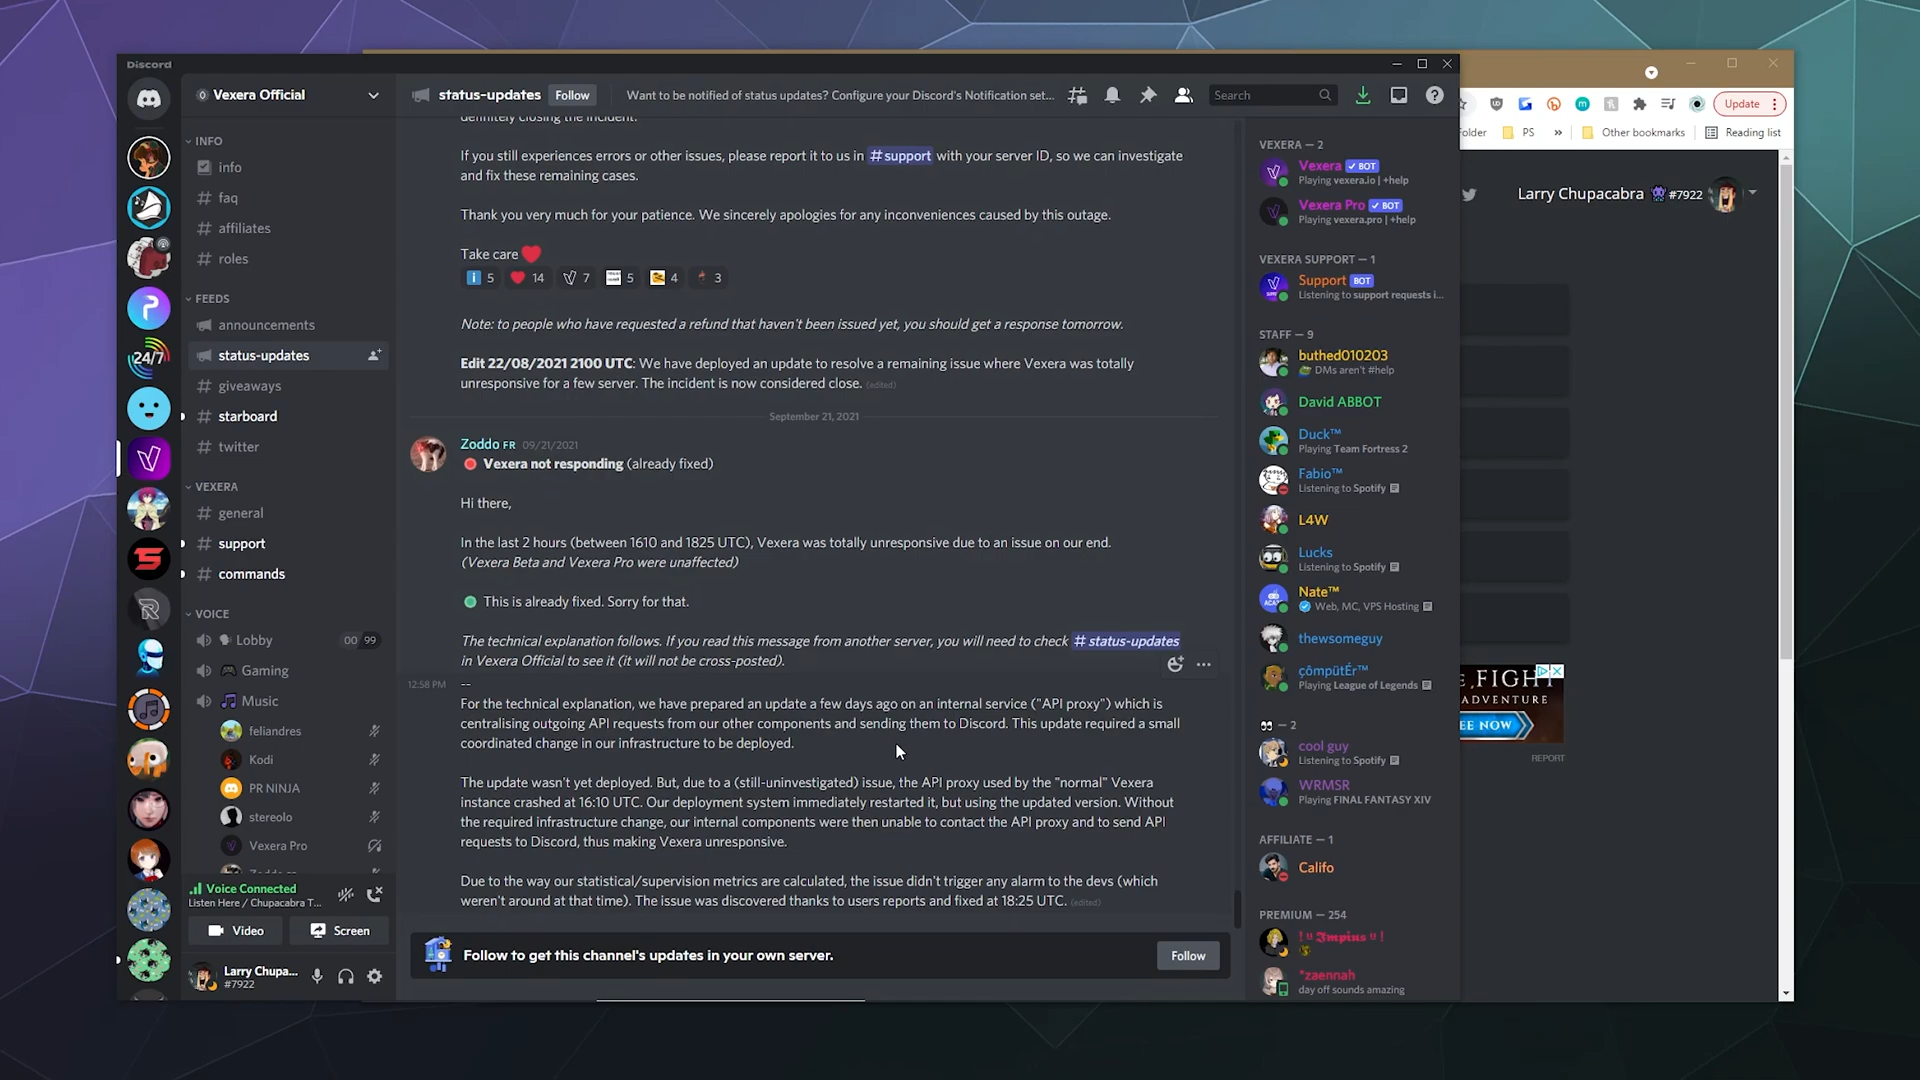 Discord
Vexera Official
INFO
info
faq
affiliates
roles
FEEDS
announcements
status-updates
giveaways
starboard
twitter
VEXERA
general
support
commands
VOICE
Lobby 00 99
Gaming
Music
feliandres
Kodi
PR NINJA
stereolo
Vexera Pro
Voice Connected
Listen Here / Chupacabra T...
Video Screen
Larry Chupa...
#7922
24/7
status-updates Follow Want to be notified of status updates? Configure your Discord's Notification set... Search
definitely closing the incident.
If you still experiences errors or other issues, please report it to us in #support with your server ID, so we can investigate
and fix these remaining cases.
Thank you very much for your patience. We sincerely apologies for any inconveniences caused by this outage.
Take care
5 14 7 5 4 3
Note: to people who have requested a refund that haven't been issued yet, you should get a response tomorrow.
Edit 22/08/2021 2100 UTC: We have deployed an update to resolve a remaining issue where Vexera was totally
unresponsive for a few server. The incident is now considered close. (edited)
September 21, 2021
Zoddo FR 09/21/2021
Vexera not responding (already fixed)
Hi there,
In the last 2 hours (between 1610 and 1825 UTC), Vexera was totally unresponsive due to an issue on our end.
(Vexera Beta and Vexera Pro were unaffected)
This is already fixed. Sorry for that.
The technical explanation follows. If you read this message from another server, you will need to check #status-updates
in Vexera Official to see it (it will not be cross-posted).
12:58 PM --
For the technical explanation, we have prepared an update a few days ago on an internal service ("API proxy") which is
centralising outgoing API requests from our other components and sending them to Discord. This update required a small
coordinated change in our infrastructure to be deployed.
The update wasn't yet deployed. But, due to a (still-uninvestigated) issue, the API proxy used by the "normal" Vexera
instance crashed at 16:10 UTC. Our deployment system immediately restarted it, but using the updated version. Without
the required infrastructure change, our internal components were then unable to contact the API proxy and to send API
requests to Discord, thus making Vexera unresponsive.
Due to the way our statistical/supervision metrics are calculated, the issue didn't trigger any alarm to the devs (which
weren't around at that time). The issue was discovered thanks to users reports and fixed at 18:25 UTC. (edited)
Follow to get this channel's updates in your own server. Follow
VEXERA — 2
Vexera BOT
Playing vexera.io | +help
Vexera Pro BOT
Playing vexera.pro | +help
VEXERA SUPPORT — 1
Support BOT
Listening to support requests i...
STAFF — 9
buthed010203
DMs aren't #help
David ABBOT
Duck™
Playing Team Fortress 2
Fabio™
Listening to Spotify
L4W
Lucks
Listening to Spotify
Nate™
Web, MC, VPS Hosting
thewsomeguy
çômpütÉr™
Playing League of Legends
— 2
cool guy
Listening to Spotify
WRMSR
Playing FINAL FANTASY XIV
AFFILIATE — 1
Califo
PREMIUM — 254
*zaennah
day off sounds amazing
Update
older PS » Other bookmarks Reading list
Larry Chupacabra #7922
E, FIGHT
ADVENTURE
EE NOW
REPORT